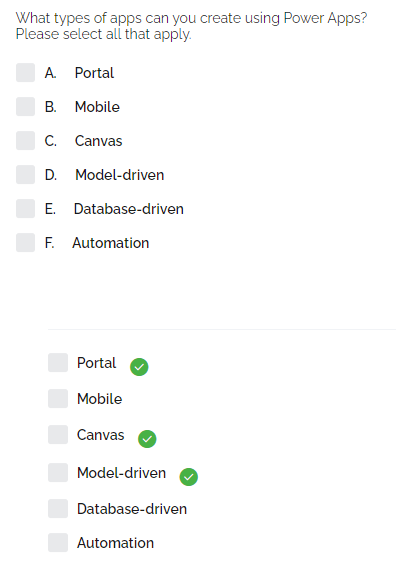 What types of apps can you create using Power Apps?
Please select all that apply.
A. Portal
B. Mobile
C. Canvas
D. Model-driven
E. Database-driven
F. Automation
Portal
Mobile
Canvas
Model-driven
Database-driven
Automation